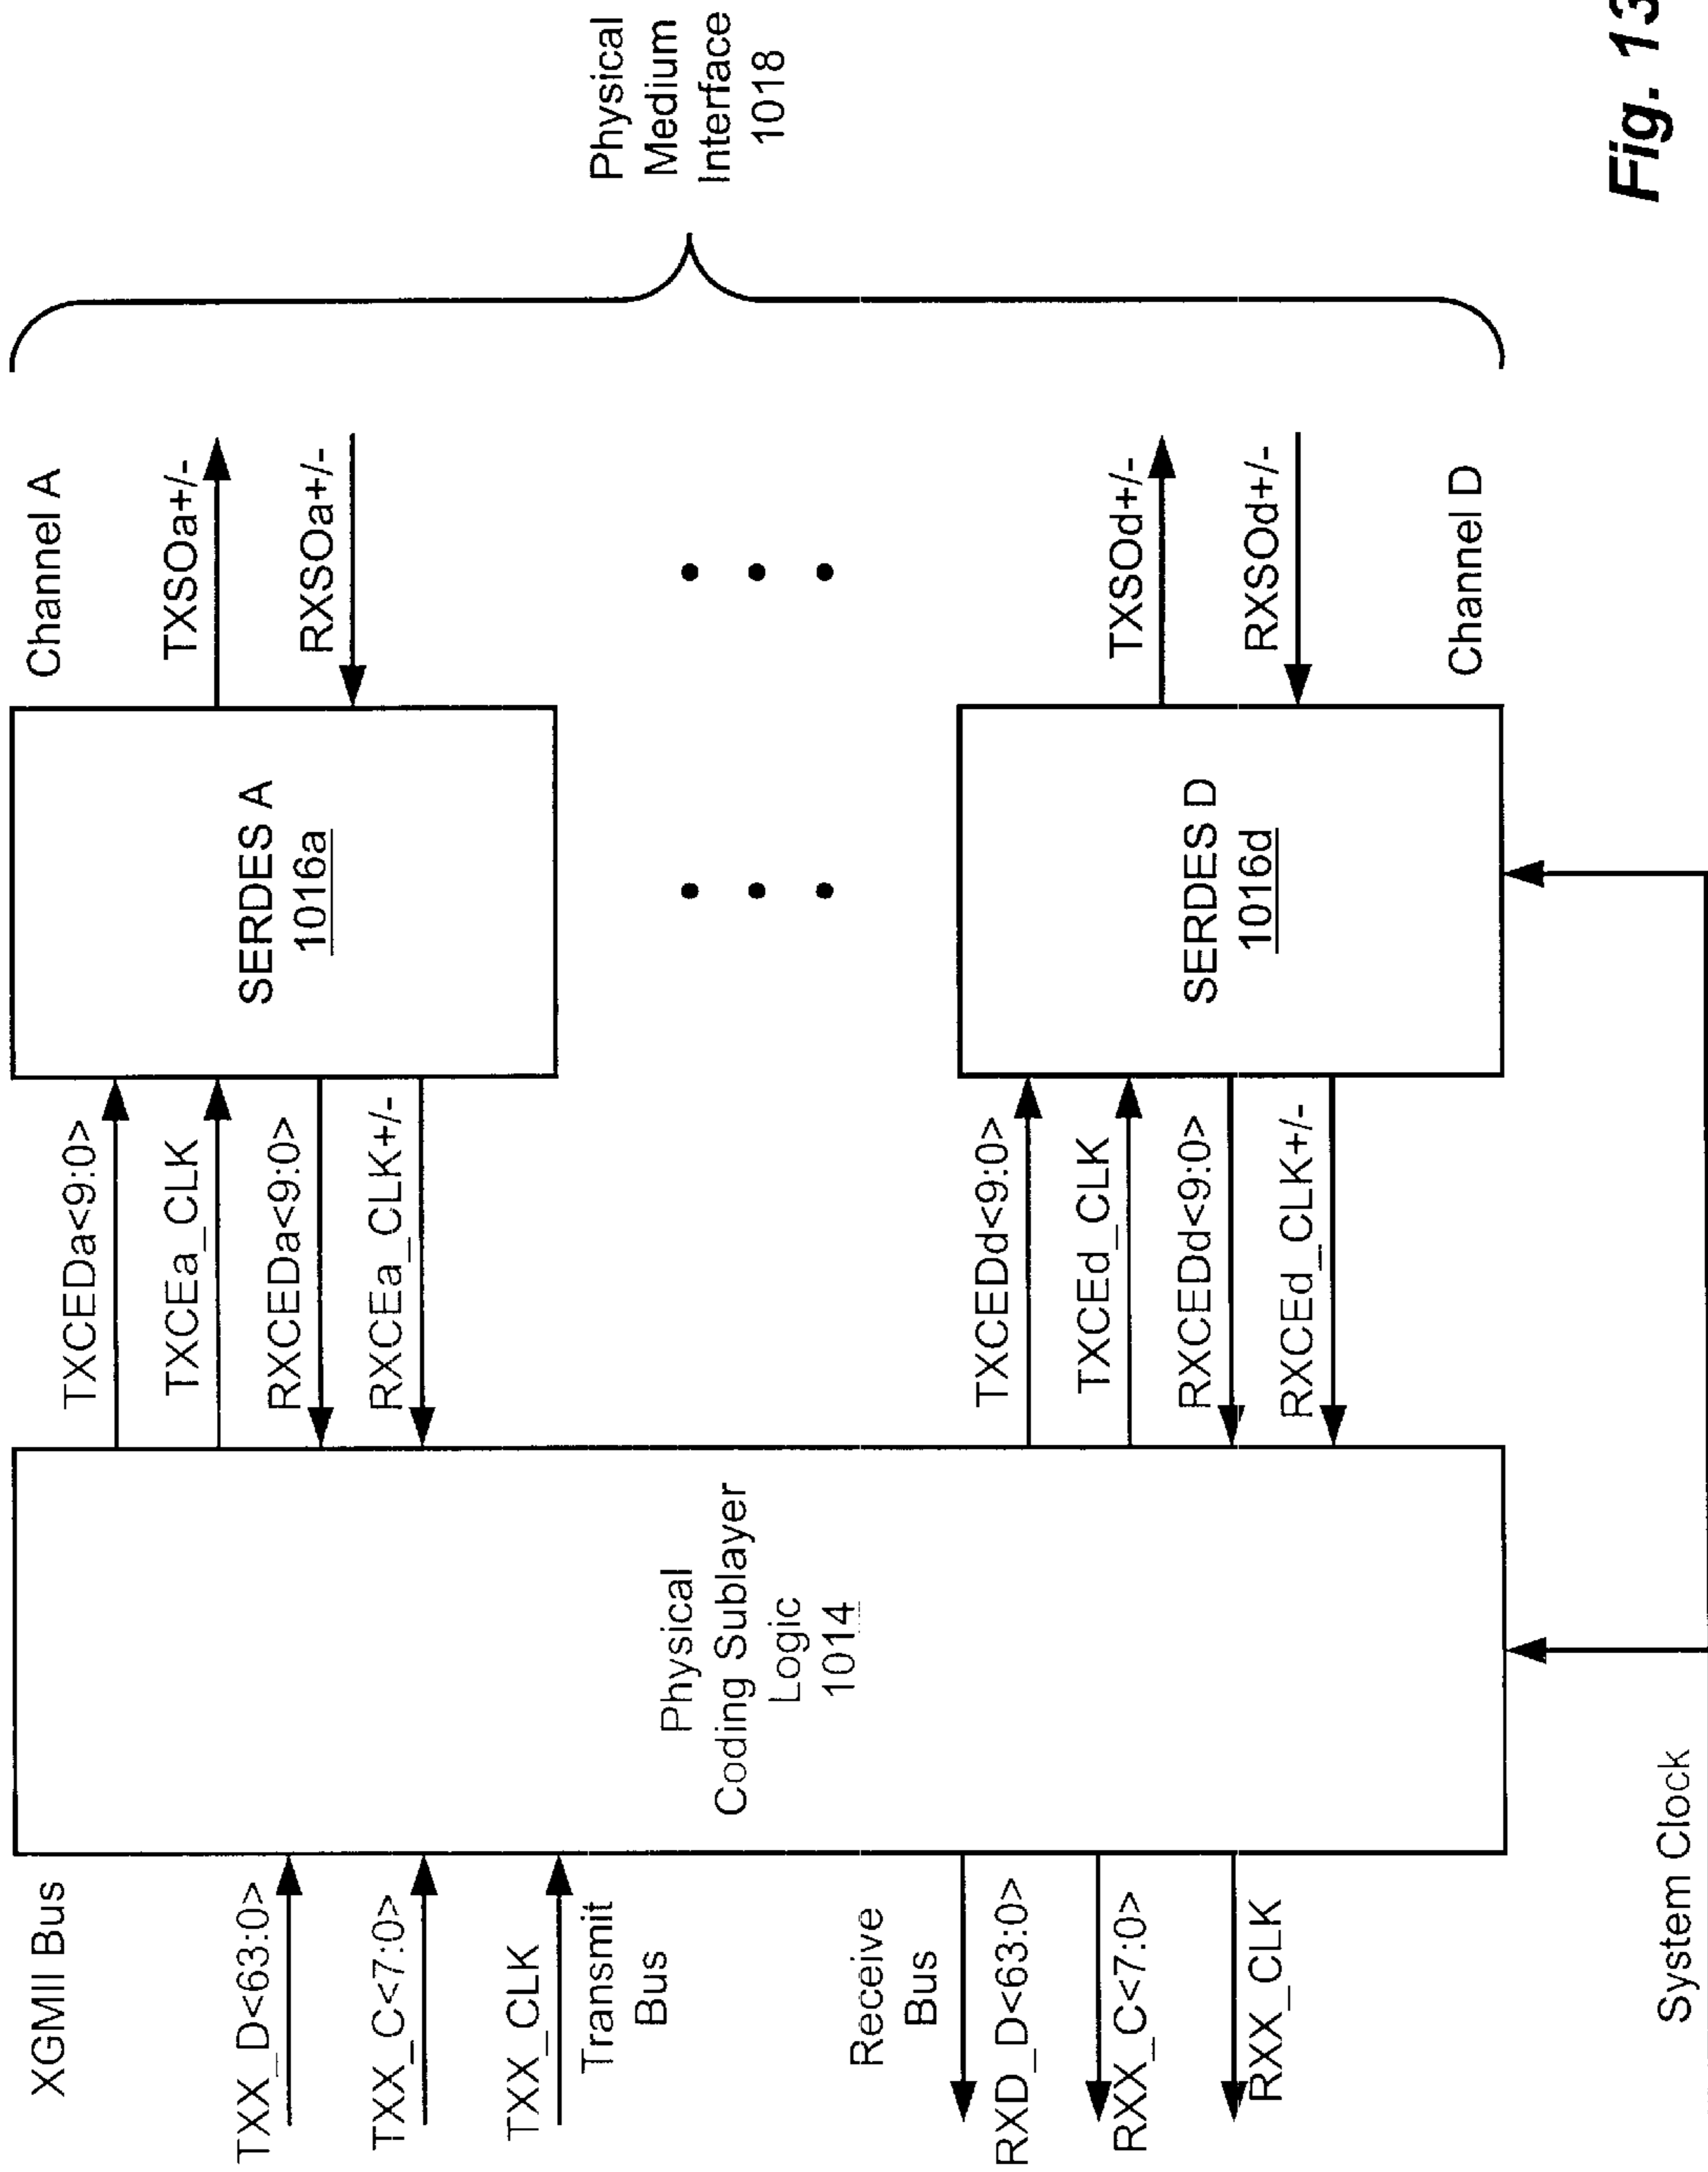 XGMII Bus
TXX_D<63:0>
TXX_C<7:0>
TXX_CLK
Transmit
Bus
Receive
Bus
RXD_D<63:0>
RXX_C<7:0>
RXX_CLK
System Clock
Physical
Coding Sublayer
Logic
1014
TXCEDa<9:0>
TXCEa_CLK
RXCEDa<9:0>
RXCEa_CLK+/-
TXCEDd<9:0>
TXCEd_CLK
RXCEDd<9:0>
RXCEd_CLK+/-
SERDES A
1016a
SERDES D
1016d
Channel A
TXSOa+/-
RXSOa+/-
TXSOd+/-
RXSOd+/-
Channel D
Physical
Medium
Interface
1018
Fig. 13